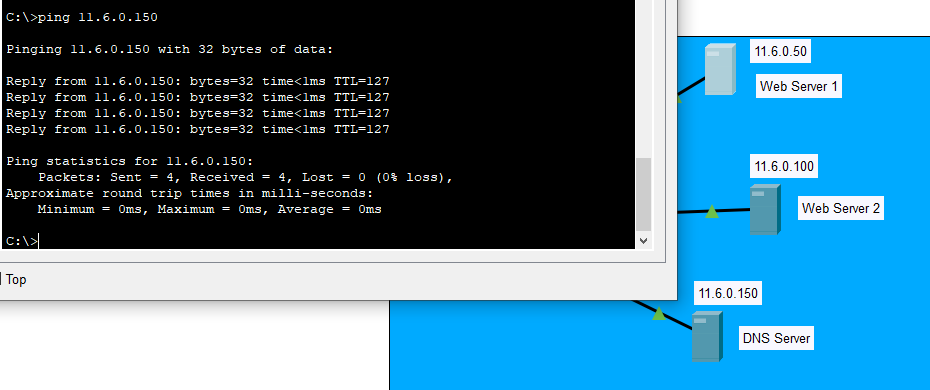 C:\>ping 11.6.0.150
Pinging 11.6.0.150 with 32 bytes of data:
Reply from 11.6.0.150: bytes=32 time<1ms TTL=127
Reply from 11.6.0.150: bytes=32 time<1ms TTL=127
Reply from 11.6.0.150: bytes=32 time<1ms TTL=127
Reply from 11.6.0.150: bytes=32 time<1ms TTL=127
Ping statistics for 11.6.0.150:
Packets: Sent = 4, Received = 4, Lost = 0 (0% loss),
Approximate round trip times in milli-seconds:
Minimum = 0ms, Maximum = 0ms, Average = 0ms
C:\>
Top
11.6.0.50
Web Server 1
11.6.0.100
Web Server 2
11.6.0.150
DNS Server